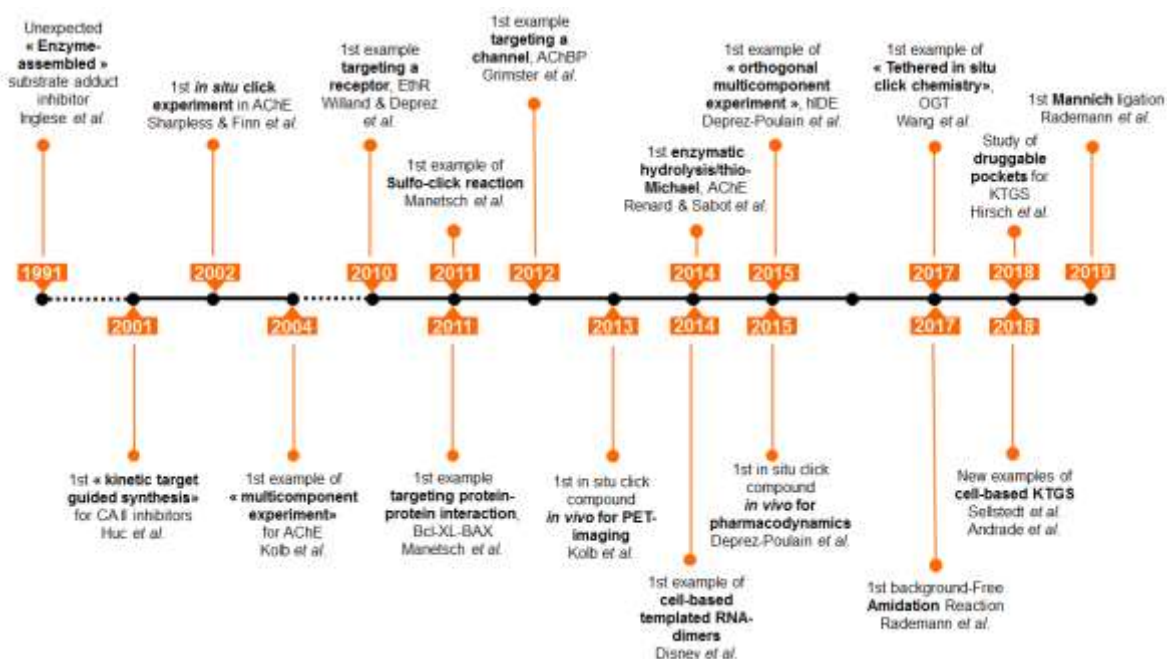 Unexpected
« Enzyme-
assembled »
substrate adduct
inhibitor
Inglese et al.
1st in situ click
experiment in AChE
Sharpless & Finn et al.
1st example
targeting a
receptor, EthR
Willand & Deprez
et al.
1st example of
Sulfo-click reaction
Manetsch et al.
1st example
targeting a
channel, AChBP
Grimster et al.
1st enzymatic
hydrolysis/thio-
Michael, AChE
Renard & Sabot et al.
1st example of
« orthogonal
multicomponent
experiment », hIDE
Deprez-Poulain et al.
1st example of
« Tethered in situ
click chemistry»,
OGT
Wang et al.
Study of
druggable
pockets for
KTGS
Hirsch et al.
1st Mannich ligation
Rademann et al.
1991
2002
2010
2011
2012
2014
2015
2017
2018
2019
2001
2004
2011
2013
2014
2015
2017
2018
1st « kinetic target
guided synthesis»
for CA II inhibitors
Huc et al.
1st example of
« multicomponent
experiment»
for AChE
Kolb et al.
1st example
targeting protein-
protein interaction,
Bcl-XL-BAX
Manetsch et al.
1st in situ click
compound
in vivo for PET-
imaging
Kolb et al.
1st example of
cell-based
templated RNA-
dimers
Disney et al.
1st in situ click
compound
in vivo for
pharmacodynamics
Deprez-Poulain et al.
1st background-Free
Amidation Reaction
Rademann et al.
New examples of
cell-based KTGS
Sellstedt et al.
Andrade et al.